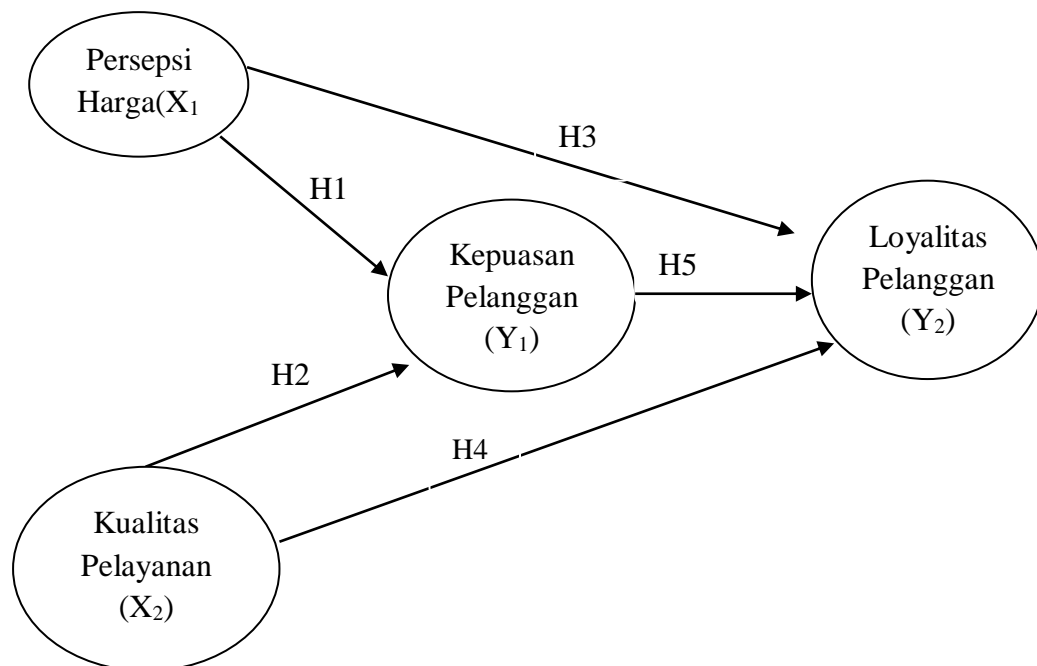 Persepsi
Harga(X₁
H3
H1
Kepuasan
Pelanggan
(Y₁)
H5
Loyalitas
Pelanggan
(Y₂)
H2
H4
Kualitas
Pelayanan
(X₂)